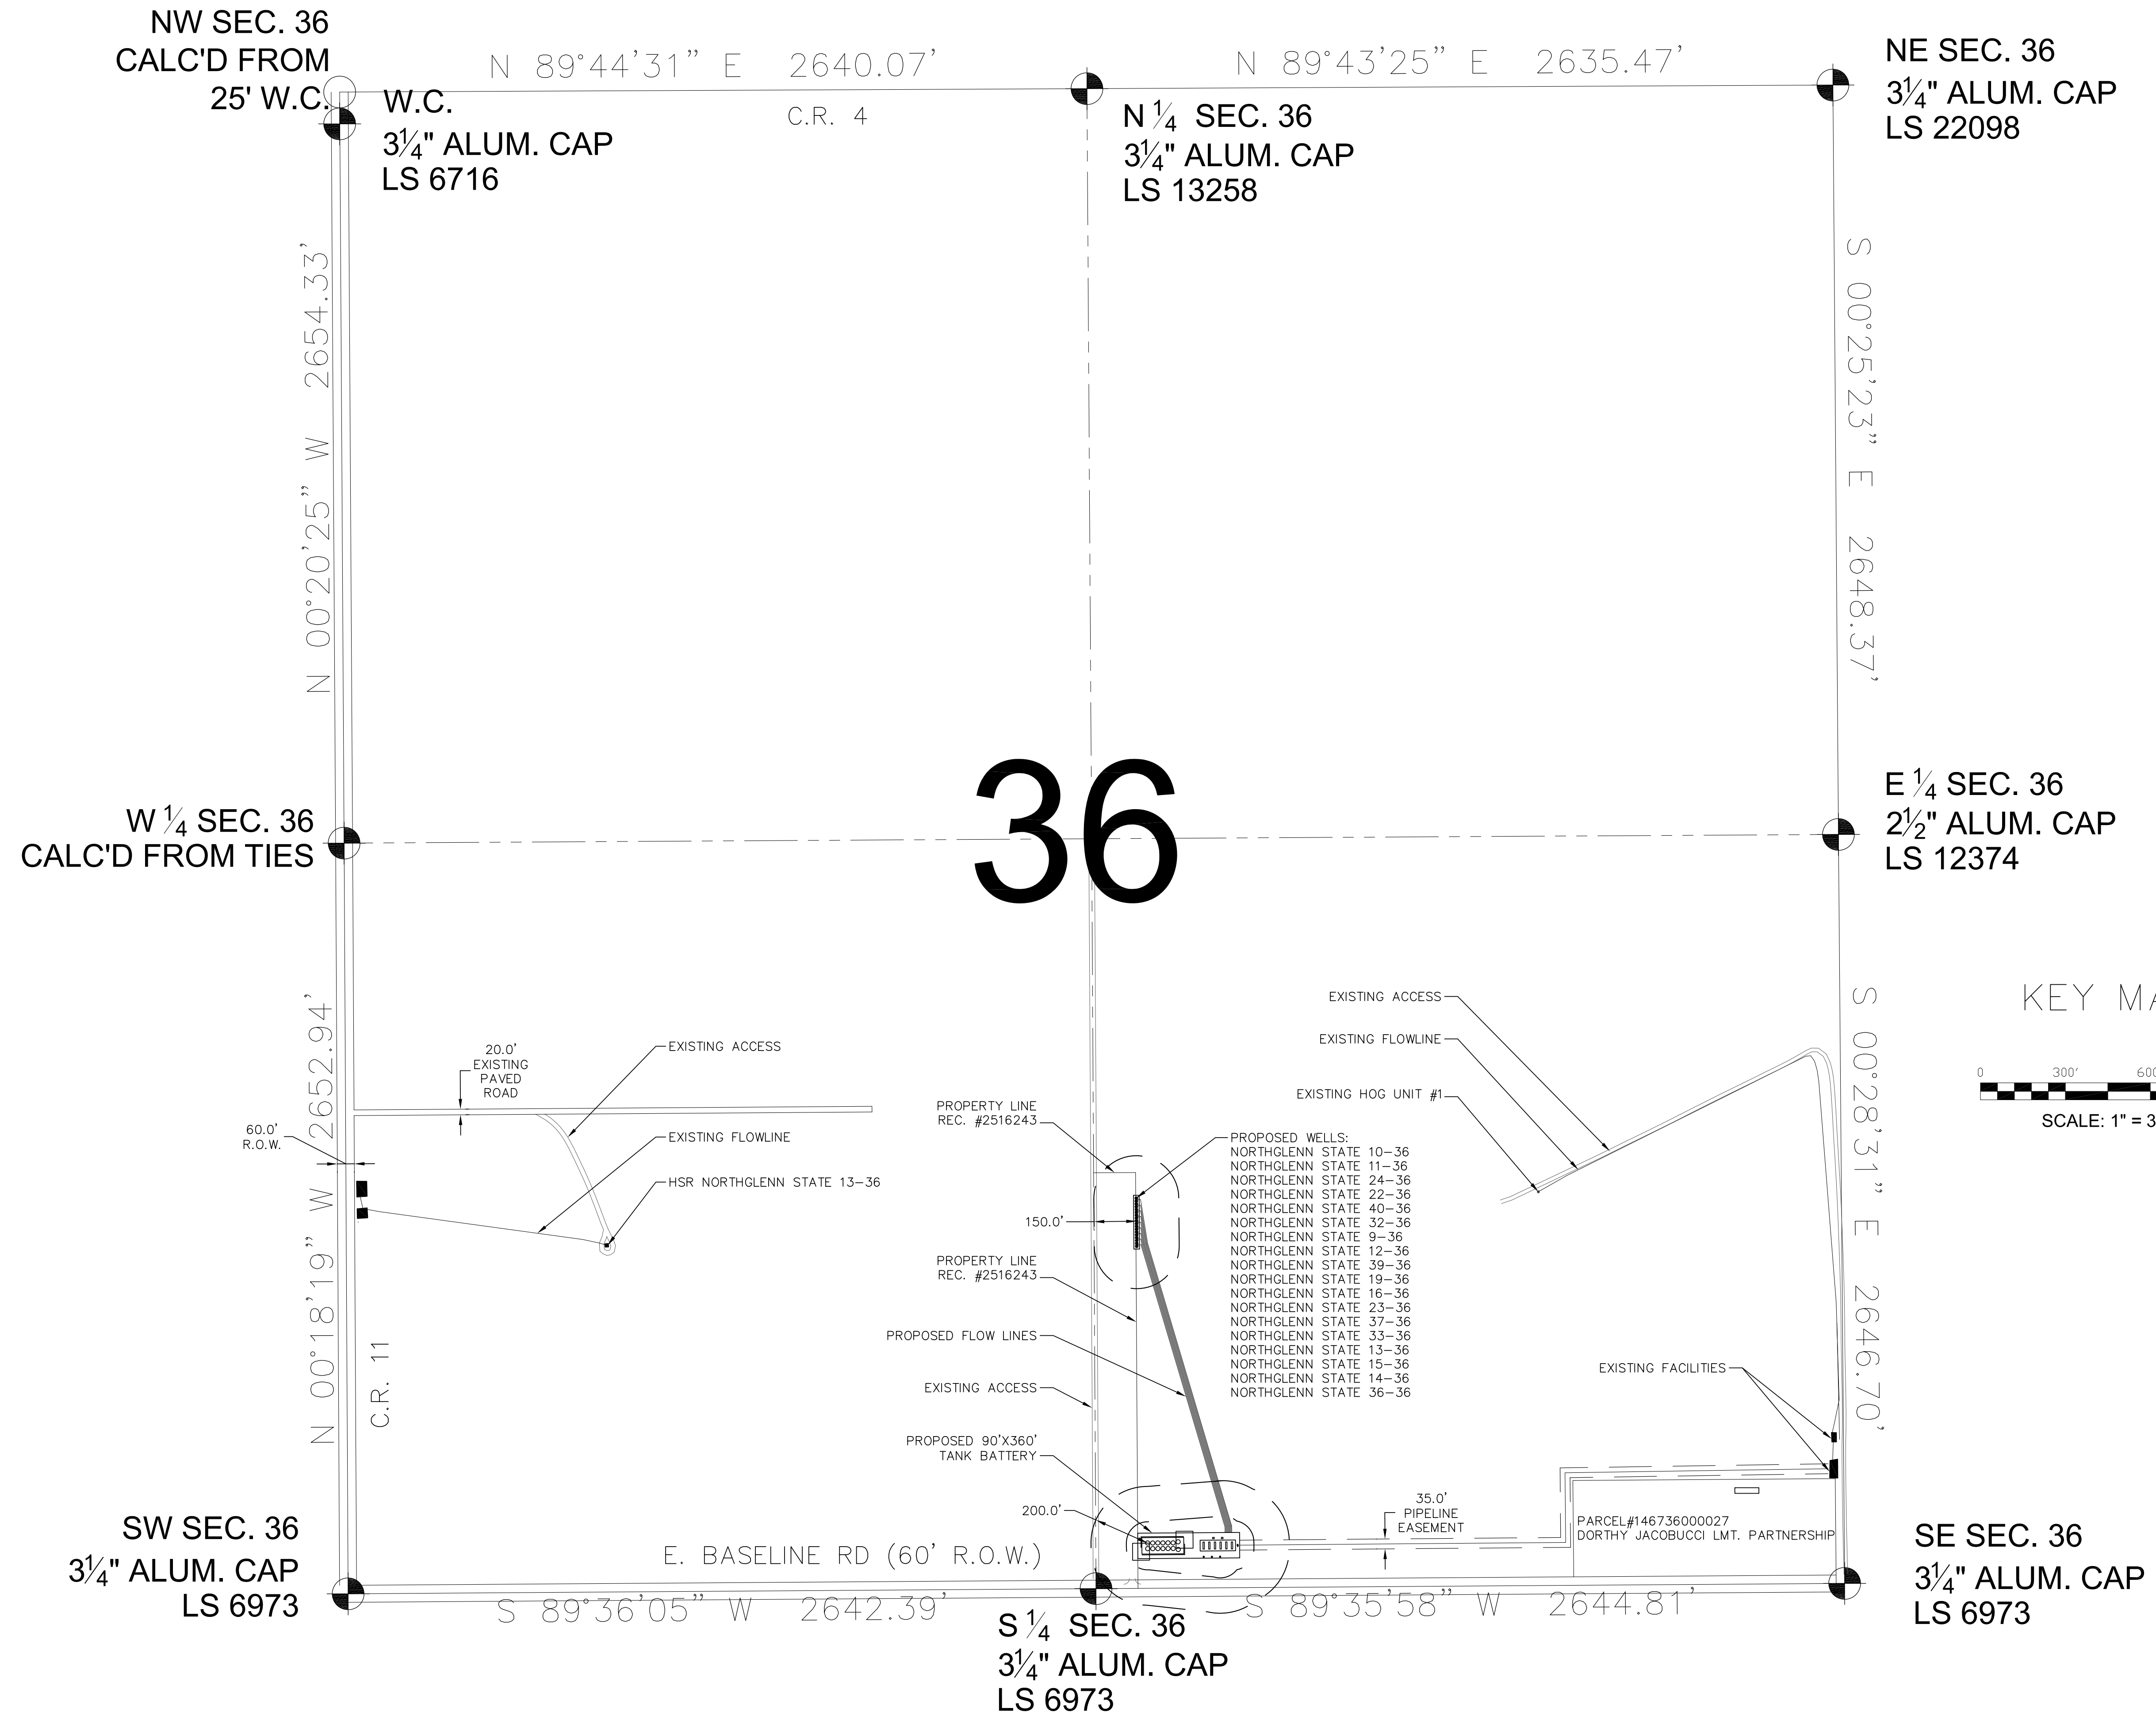 NW SEC. 36
CALC'D FROM
25' W.C.
W.C.
3¼" ALUM. CAP
LS 6716
N 89°44'31" E 2640.07'
C.R. 4
N 89°43'25" E 2635.47'
N ¼ SEC. 36
3¼" ALUM. CAP
LS 13258
NE SEC. 36
3¼" ALUM. CAP
LS 22098
N 00°20'25" W 2654.33'
S 00°25'23" E 2648.37'
36
W ¼ SEC. 36
CALC'D FROM TIES
E ¼ SEC. 36
2½" ALUM. CAP
LS 12374
N 00°18'19" W 2652.94'
S 00°28'31" E 2646.70'
20.0'
EXISTING
PAVED
ROAD
EXISTING ACCESS
60.0'
R.O.W.
EXISTING FLOWLINE
HSR NORTHGLENN STATE 13-36
C.R. 11
PROPERTY LINE
REC. #2516243
150.0'
PROPERTY LINE
REC. #2516243
PROPOSED FLOW LINES
EXISTING ACCESS
PROPOSED 90'X360'
TANK BATTERY
200.0'
EXISTING ACCESS
EXISTING FLOWLINE
EXISTING HOG UNIT #1
PROPOSED WELLS:
NORTHGLENN STATE 10-36
NORTHGLENN STATE 11-36
NORTHGLENN STATE 24-36
NORTHGLENN STATE 22-36
NORTHGLENN STATE 40-36
NORTHGLENN STATE 32-36
NORTHGLENN STATE 9-36
NORTHGLENN STATE 12-36
NORTHGLENN STATE 39-36
NORTHGLENN STATE 19-36
NORTHGLENN STATE 16-36
NORTHGLENN STATE 23-36
NORTHGLENN STATE 37-36
NORTHGLENN STATE 33-36
NORTHGLENN STATE 13-36
NORTHGLENN STATE 15-36
NORTHGLENN STATE 14-36
NORTHGLENN STATE 36-36
EXISTING FACILITIES
35.0'
PIPELINE
EASEMENT
PARCEL#146736000027
DORTHY JACOBUCCI LMT. PARTNERSHIP
KEY MA
0 300' 600
SCALE: 1" = 3
SW SEC. 36
3¼" ALUM. CAP
LS 6973
E. BASELINE RD (60' R.O.W.)
S 89°36'05" W 2642.39'
S ¼ SEC. 36
3¼" ALUM. CAP
LS 6973
S 89°35'58" W 2644.81'
SE SEC. 36
3¼" ALUM. CAP
LS 6973